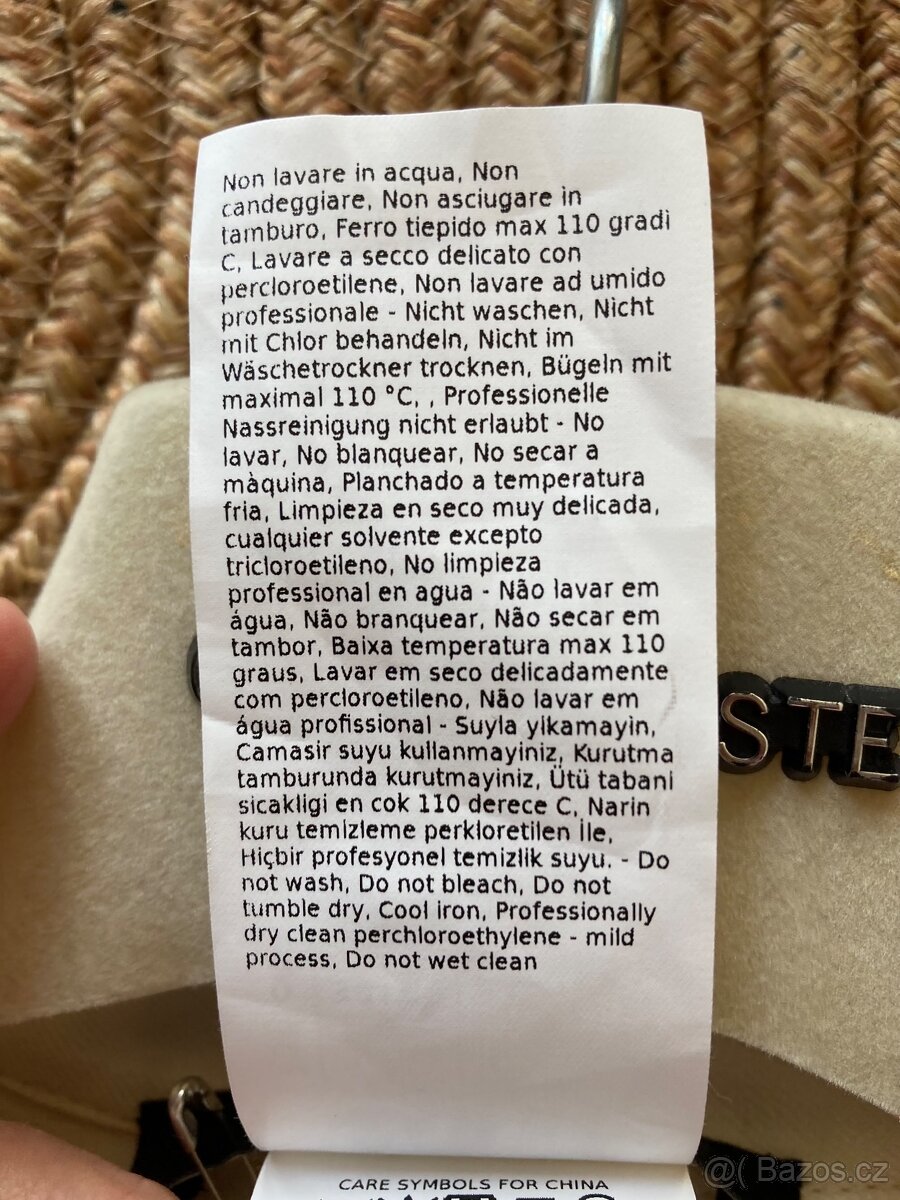 Non lavare in acqua, Non
candeggiare, Non asciugare in
tamburo, Ferro tiepido max 110 gradi
C, Lavare a secco delicato con
percloroetilene, Non lavare ad umido
professionale - Nicht waschen, Nicht
mit Chlor behandeln, Nicht im
Wäschetrockner trocknen, Bügeln mit
maximal 110 °C, , Professionelle
Nassreinigung nicht erlaubt - No
lavar, No blanquear, No secar a
màquina, Planchado a temperatura
fria, Limpieza en seco muy delicada,
cualquier solvente excepto
tricloroetileno, No limpieza
professional en agua - Não lavar em
água, Não branquear, Não secar em
tambor, Baixa temperatura max 110
graus, Lavar em seco delicadamente
com percloroetileno, Não lavar em
água profissional - Suyla yikamayin,
Camasir suyu kullanmayiniz, Kurutma
tamburunda kurutmayiniz, Ütü tabani
sicakligi en cok 110 derece C, Narin
kuru temizleme perkloretilen İle,
Hiçbir profesyonel temizlik suyu. - Do
not wash, Do not bleach, Do not
tumble dry, Cool iron, Professionally
dry clean perchloroethylene - mild
process, Do not wet clean
STE
CARE SYMBOLS FOR CHINA
@( Bazos.cz